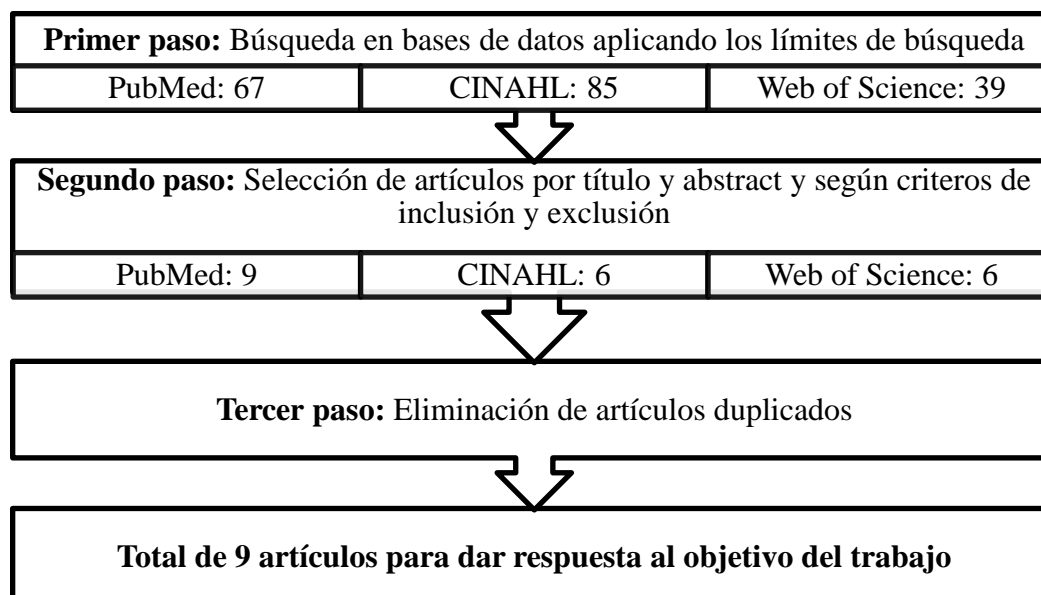 Primer paso: Búsqueda en bases de datos aplicando los límites de búsqueda
PubMed: 67
CINAHL: 85
Web of Science: 39
Segundo paso: Selección de artículos por título y abstract y según criteros de
inclusión y exclusión
PubMed: 9
CINAHL: 6
Web of Science: 6
Tercer paso: Eliminación de artículos duplicados
Total de 9 artículos para dar respuesta al objetivo del trabajo